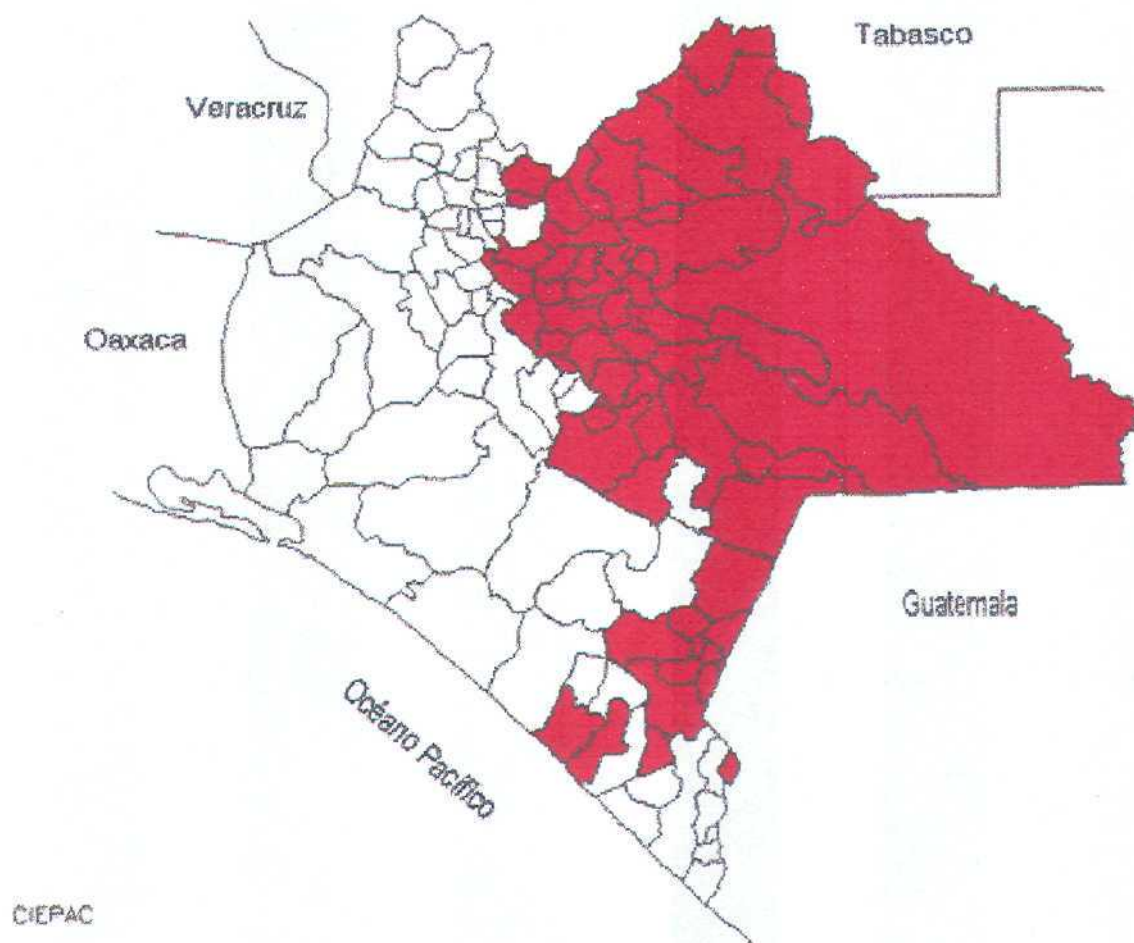 Tabasco
Veracruz
Oaxaca
Guatemala
Océano Pacífico
CIEPAC